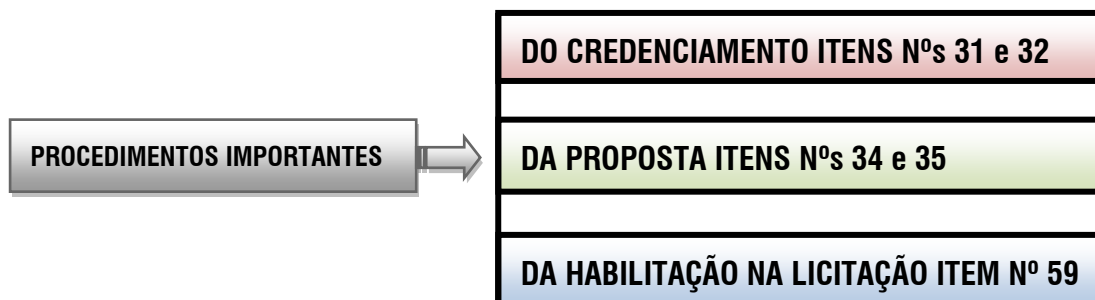 PROCEDIMENTOS IMPORTANTES
DO CREDENCIAMENTO ITENS Nºs 31 e 32
DA PROPOSTA ITENS Nºs 34 e 35
DA HABILITAÇÃO NA LICITAÇÃO ITEM Nº 59